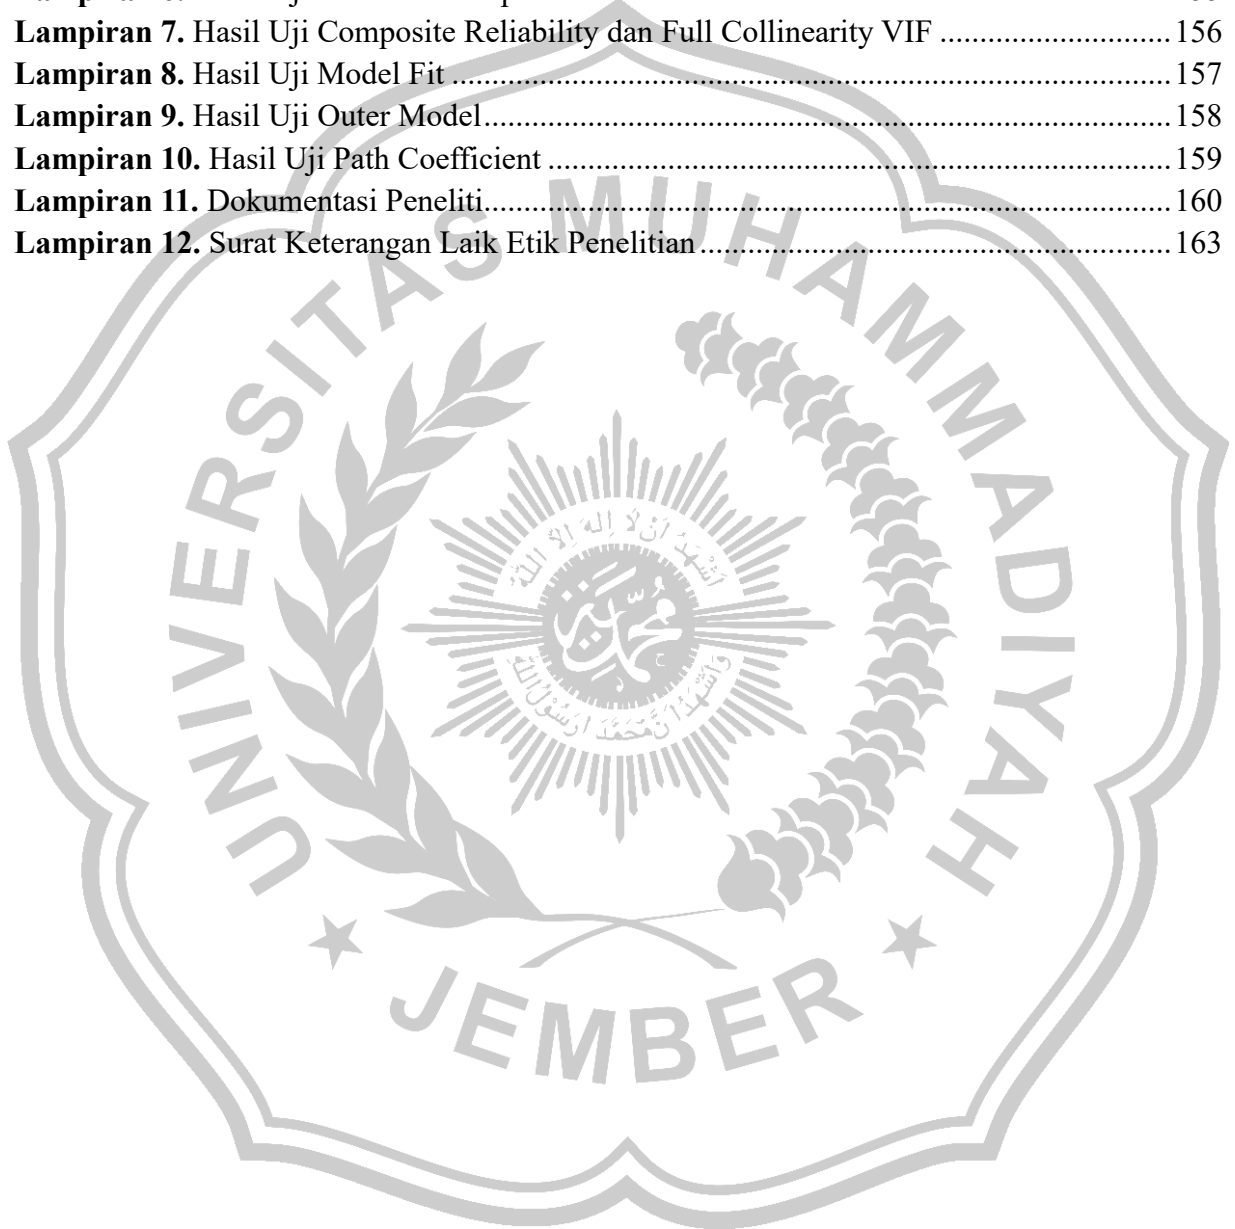 Lampiran 7. Hasil Uji Composite Reliability dan Full Collinearity VIF ............................. 156
Lampiran 8. Hasil Uji Model Fit ........................................................................................... 157
Lampiran 9. Hasil Uji Outer Model....................................................................................... 158
Lampiran 10. Hasil Uji Path Coefficient ............................................................................... 159
Lampiran 11. Dokumentasi Peneliti....................................................................................... 160
Lampiran 12. Surat Keterangan Laik Etik Penelitian ............................................................ 163
UNIVERSITAS MUHAMMADIYAH
أَشْهَدُ أَنْ لَا إِلٰهَ إِلَّا اللّٰهُ
مُحَمَّدِيَّة
وَأَشْهَدُ أَنَّ مُحَمَّدًا رَسُوْلُ اللّٰهِ
JEMBER